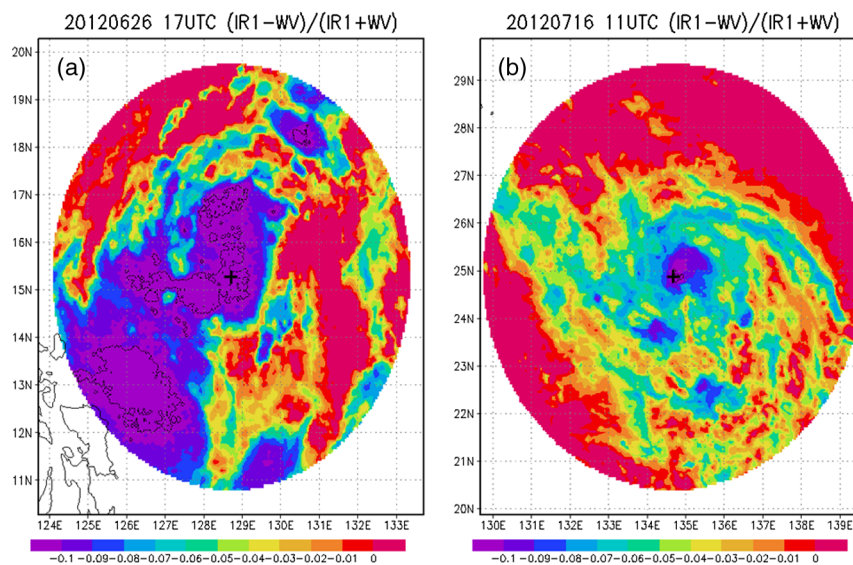 20120626 17UTC (IR1-WV)/(IR1+WV)
(a)
20N
19N
18N
17N
16N
15N
14N
13N
12N
11N
124E 125E 126E 127E 128E 129E 130E 131E 132E 133E
-0.1 -0.09 -0.08 -0.07 -0.06 -0.05 -0.04 -0.03 -0.02 -0.01 0
20120716 11UTC (IR1-WV)/(IR1+WV)
(b)
29N
28N
27N
26N
25N
24N
23N
22N
21N
20N
130E 131E 132E 133E 134E 135E 136E 137E 138E 139E
-0.1 -0.09 -0.08 -0.07 -0.06 -0.05 -0.04 -0.03 -0.02 -0.01 0